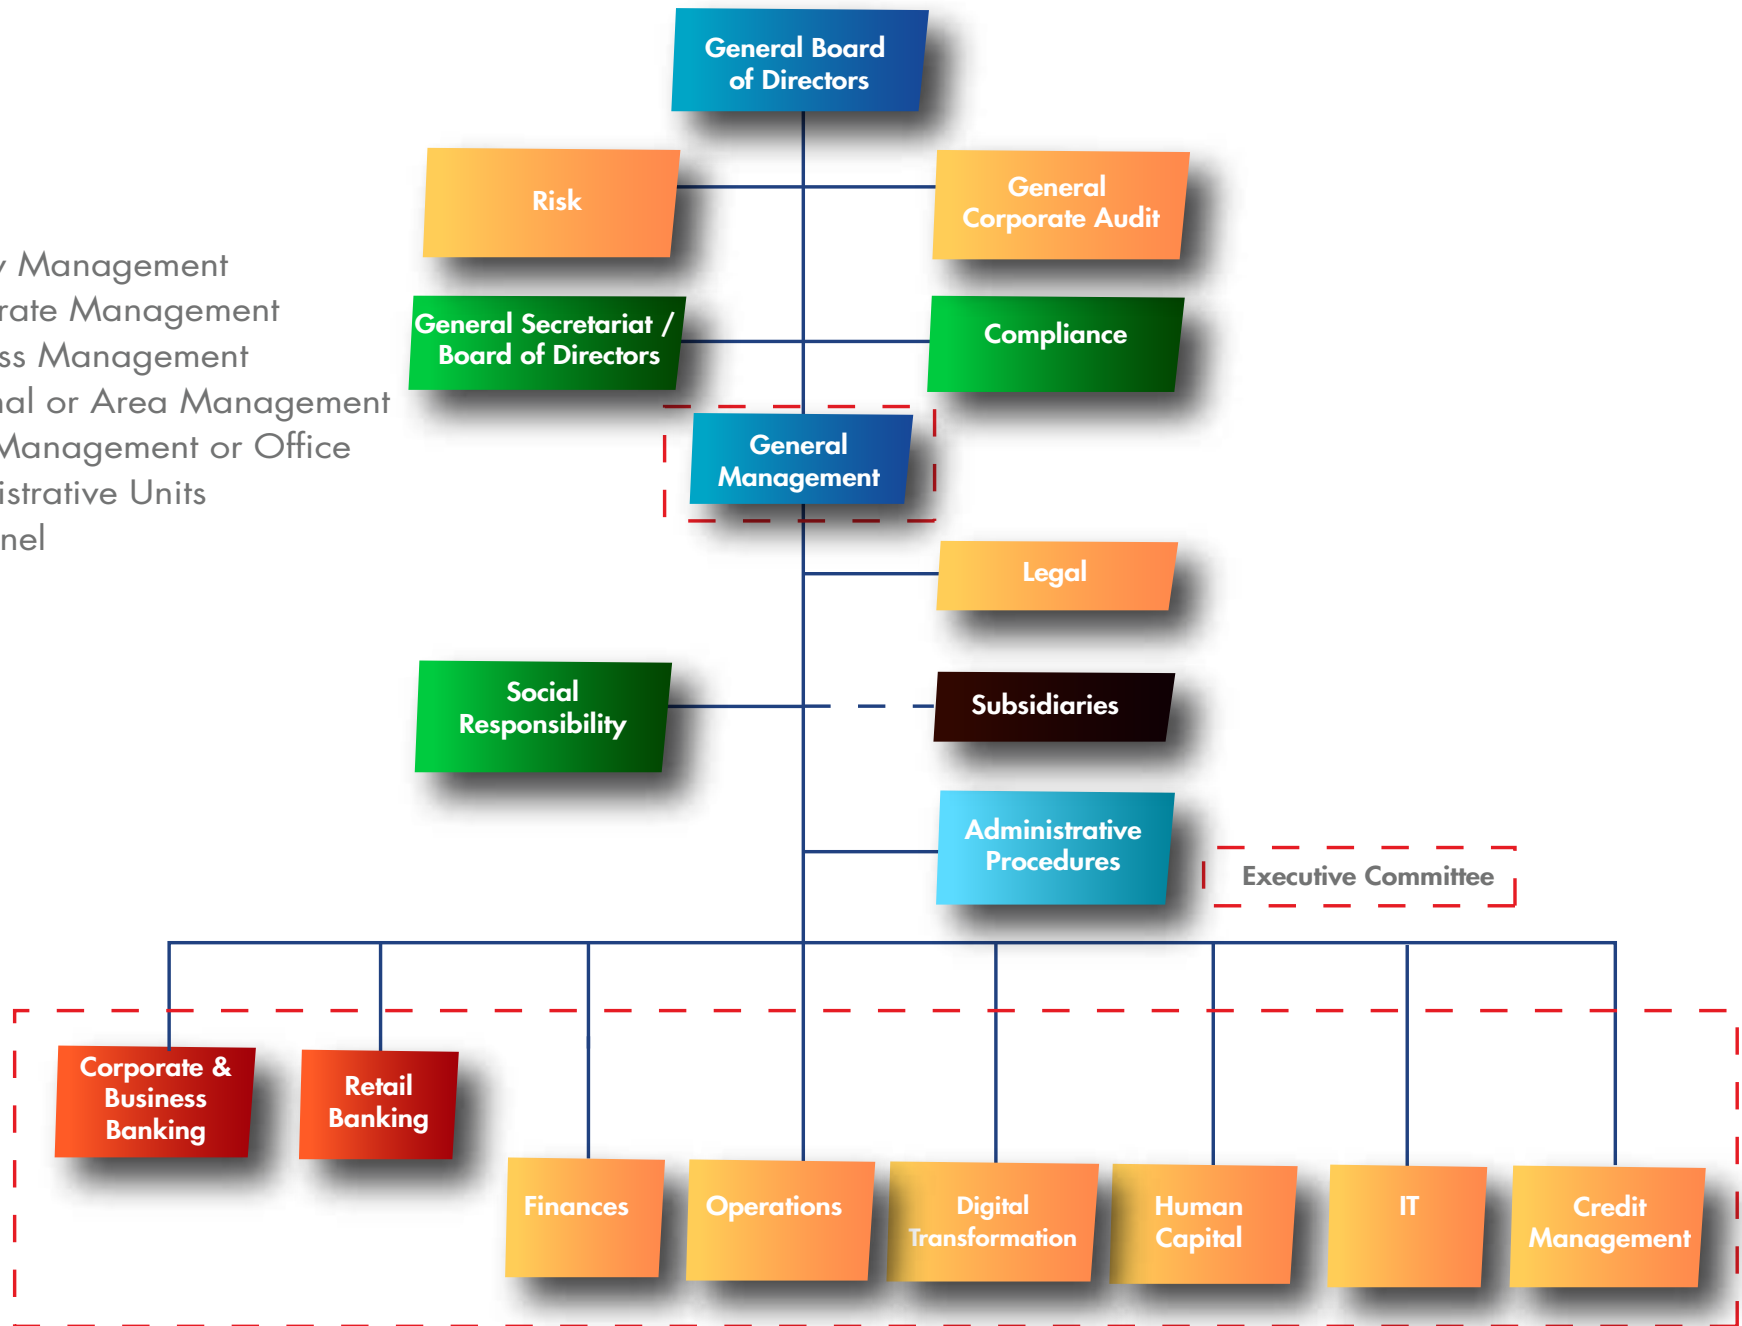 General Board
of Directors
Risk
General
Corporate Audit
Management
rate Management
ss Management
nal or Area Management
Management or Office
istrative Units
nel
General Secretariat /
Board of Directors
Compliance
General
Management
Legal
Social
Responsibility
Subsidiaries
Administrative
Procedures
Executive Committee
Corporate &
Business
Banking
Retail
Banking
Finances
Operations
Digital
Transformation
Human
Capital
IT
Credit
Management